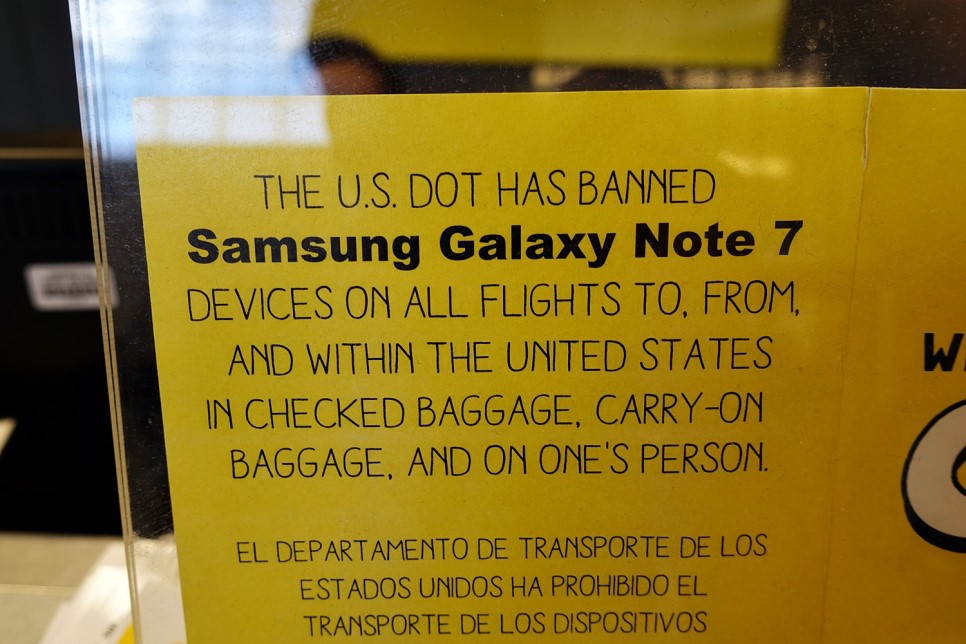 THE U.S. DOT HAS BANNED
Samsung Galaxy Note 7
DEVICES ON ALL FLIGHTS TO, FROM,
AND WITHIN THE UNITED STATES
IN CHECKED BAGGAGE, CARRY-ON
BAGGAGE, AND ON ONE'S PERSON.
EL DEPARTAMENTO DE TRANSPORTE DE LOS
ESTADOS UNIDOS HA PROHIBIDO EL
TRANSPORTE DE LOS DISPOSITIVOS